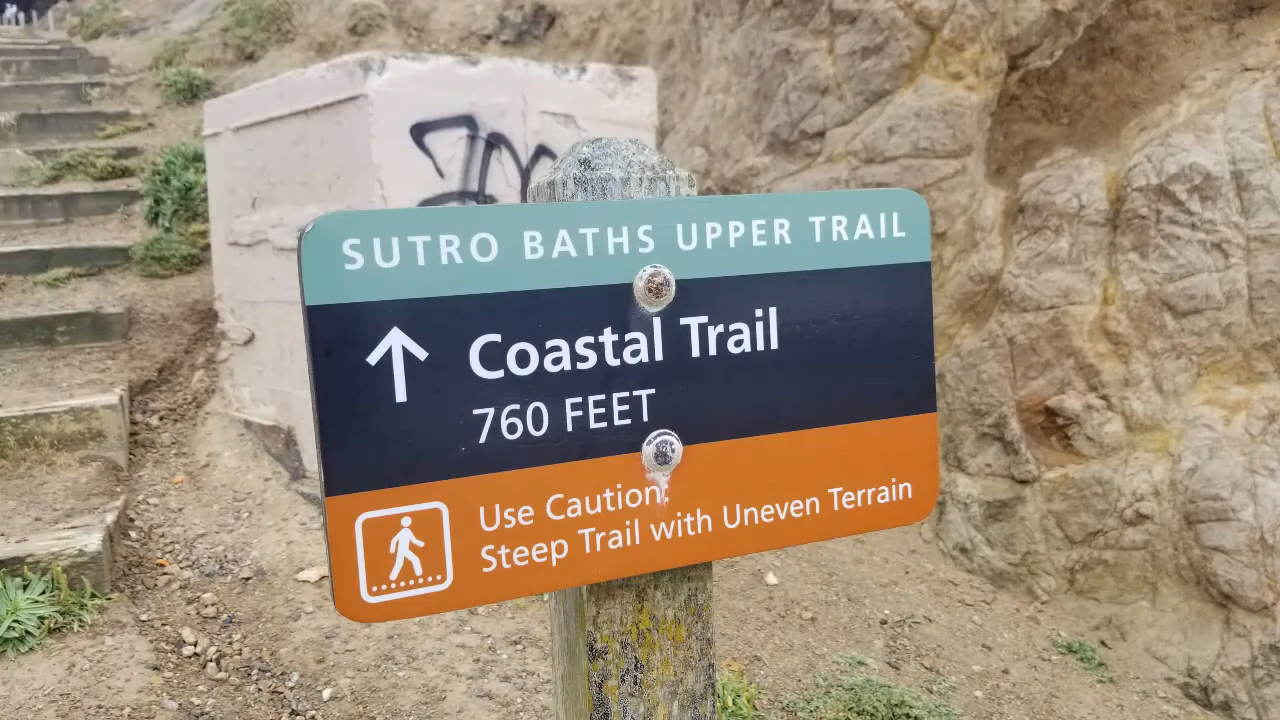 SUTRO BATHS UPPER TRAIL
Coastal Trail
760 FEET
Use Caution:
Steep Trail with Uneven Terrain